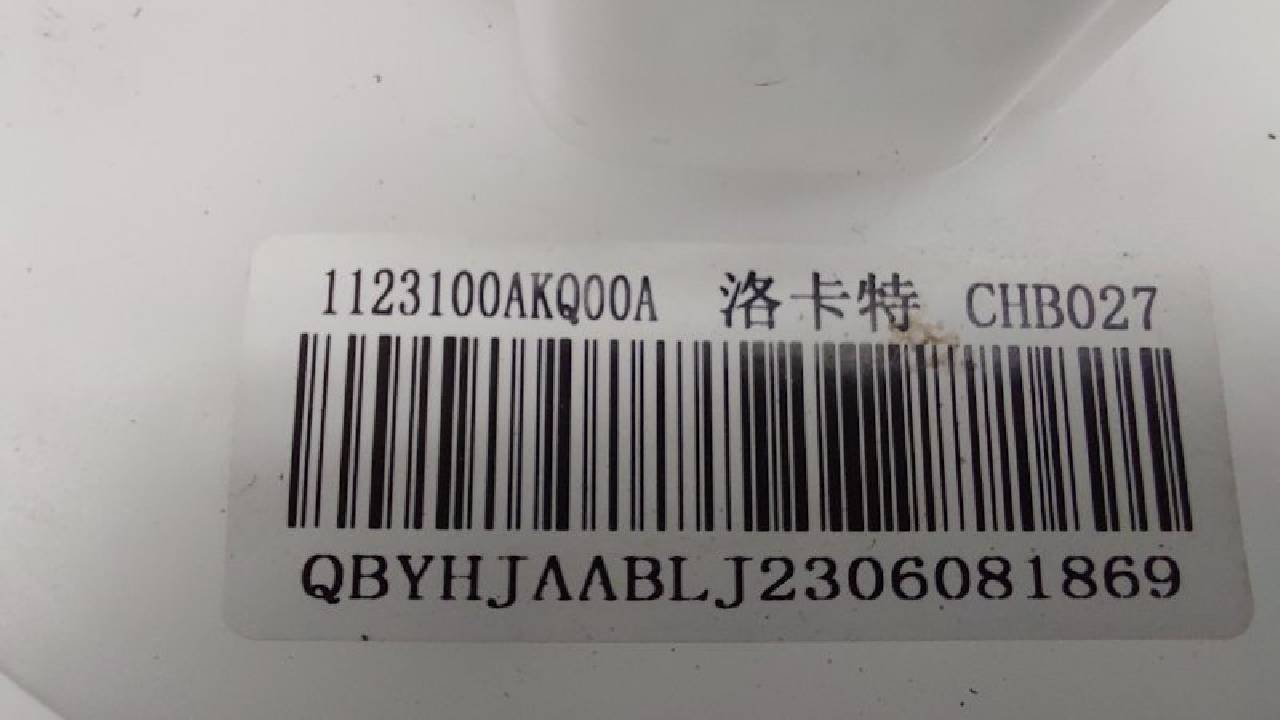 1123100AKQ00A 洛卡特 CHB027
QBYHJAABLJ2306081869